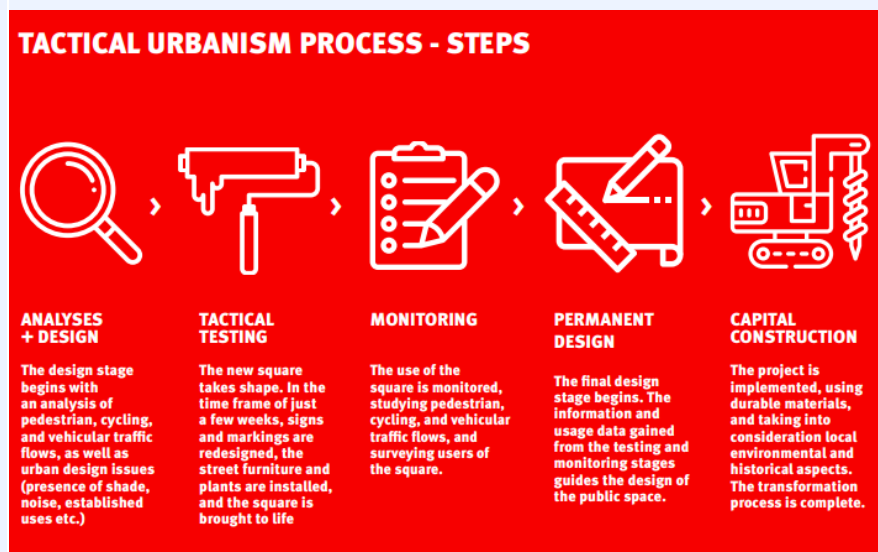 TACTICAL URBANISM PROCESS - STEPS
ANALYSES
+ DESIGN
The design stage
begins with
an analysis of
pedestrian, cycling,
and vehicular traffic
flows, as well as
urban design issues
(presence of shade,
noise, established
uses etc.)
TACTICAL
TESTING
The new square
takes shape. In the
time frame of just
a few weeks, signs
and markings are
redesigned, the
street furniture and
plants are installed,
and the square is
brought to life
MONITORING
The use of the
square is monitored,
studying pedestrian,
cycling, and vehicular
traffic flows, and
surveying users of
the square.
PERMANENT
DESIGN
The final design
stage begins. The
information and
usage data gained
from the testing and
monitoring stages
guides the design of
the public space.
CAPITAL
CONSTRUCTION
The project is
implemented, using
durable materials,
and taking into
consideration local
environmental and
historical aspects.
The transformation
process is complete.